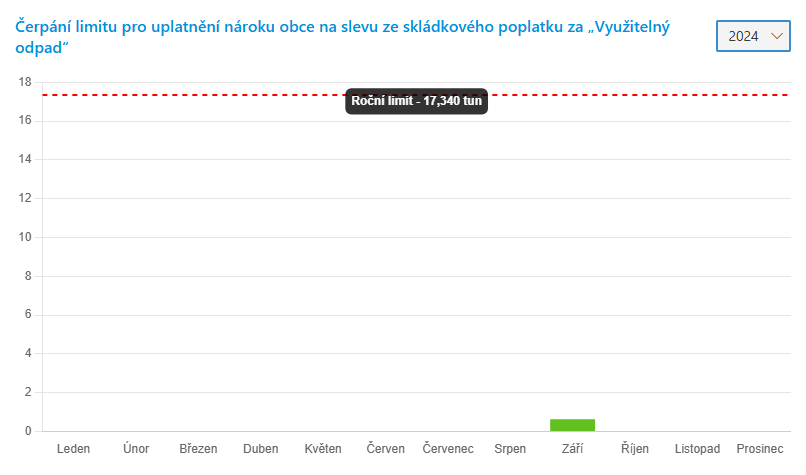 Čerpání limitu pro uplatnění nároku obce na slevu ze skládkového poplatku za „Využitelný
odpad“
2024
18
Roční limit - 17,340 tun
16
14
12
10
8
6
4
2
0
Leden Únor Březen Duben Květen Červen Červenec Srpen Září Říjen Listopad Prosinec